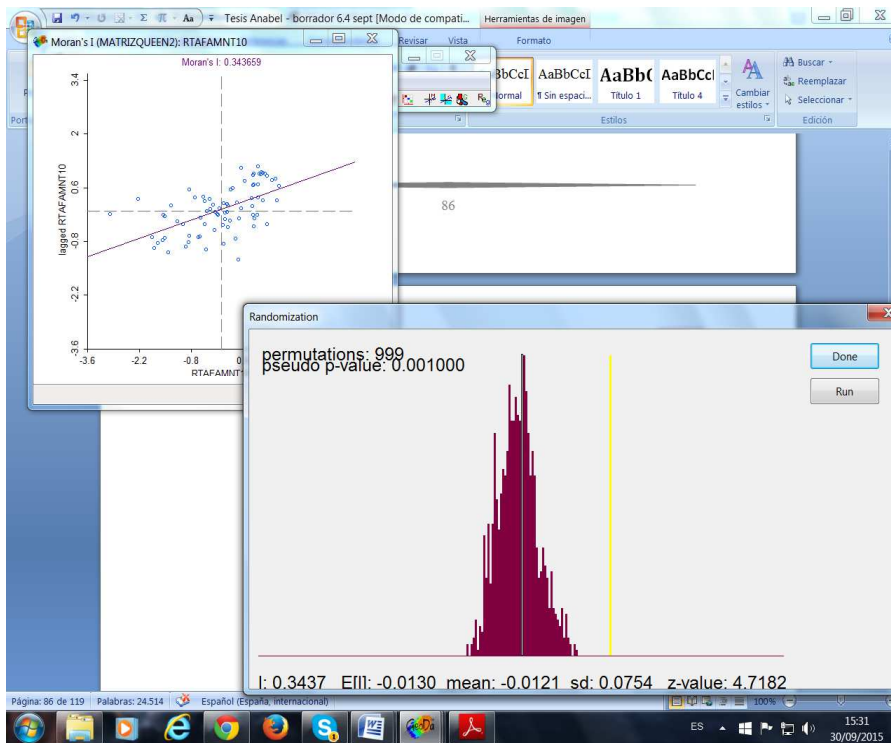 Tesis Anabel - borrador 6.4 sept [Modo de compati...
Herramientas de imagen
Revisar
Vista
Formato
AaBbCcI
AaBb(
AaBbCcl
1 Sin espaci...
Título 1
Título 4
Cambiar
estilos
Estilos
Buscar
Reemplazar
Seleccionar
Edición
Moran's I (MATRIZQUEEN2): RTAFAMNT10
Moran's I: 0.343659
lagged RTAFAMNT10
3.4
2
0.6
-0.8
-2.2
-3.6
-3.6
-2.2
-0.8
86
Randomization
permutations: 999
pseudo p-value: 0.001000
Done
Run
I: 0.3437 E[I]: -0.0130 mean: -0.0121 sd: 0.0754 z-value: 4.7182
Página: 86 de 119
Palabras: 24.514
Español (España, internacional)
100%
ES
15:31
30/09/2015